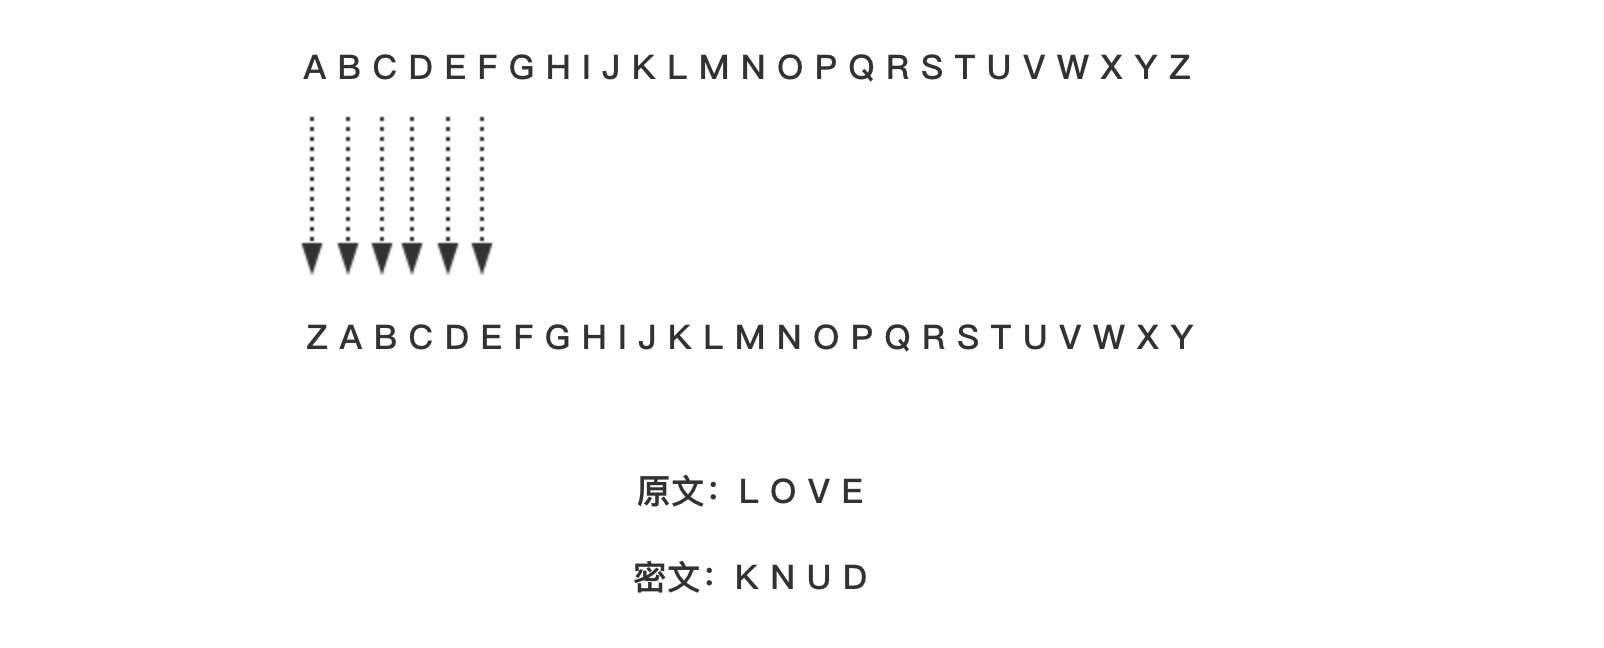 A B C D E F G H I J K L M N O P Q R S T U V W X Y Z
Z A B C D E F G H I J K L M N O P Q R S T U V W X Y
原文：L O V E
密文：K N U D